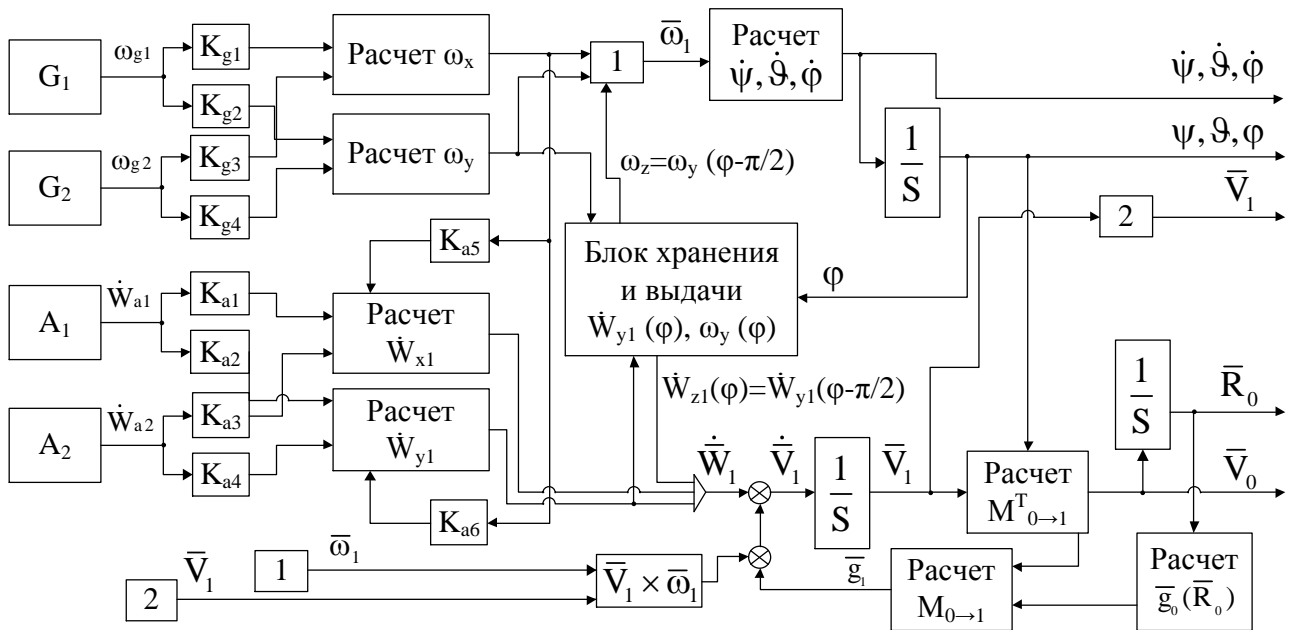 G₁
ω_g1
K_g1
K_g2
G₂
ω_g2
K_g3
K_g4
Расчет ω_x
Расчет ω_y
1
ω̅₁
Расчет
ψ̇, ϑ̇, φ̇
ψ̇, ϑ̇, φ̇
1
S
ψ, ϑ, φ
2
V̅₁
ω_z=ω_y (φ-π/2)
K_a5
Блок хранения
и выдачи
Ẇ_y1 (φ), ω_y (φ)
φ
A₁
Ẇ_a1
K_a1
K_a2
A₂
Ẇ_a2
K_a3
K_a4
Расчет
Ẇ_x1
Расчет
Ẇ_y1
K_a6
Ẇ_z1(φ)=Ẇ_y1(φ-π/2)
W̅̇₁
V̅̇₁
1
S
V̅₁
Расчет
Mᵀ_0→1
1
S
R̅₀
V̅₀
2
V̅₁
1
ω̅₁
V̅₁ × ω̅₁
g̅₁
Расчет
M_0→1
Расчет
g̅₀(R̅₀)